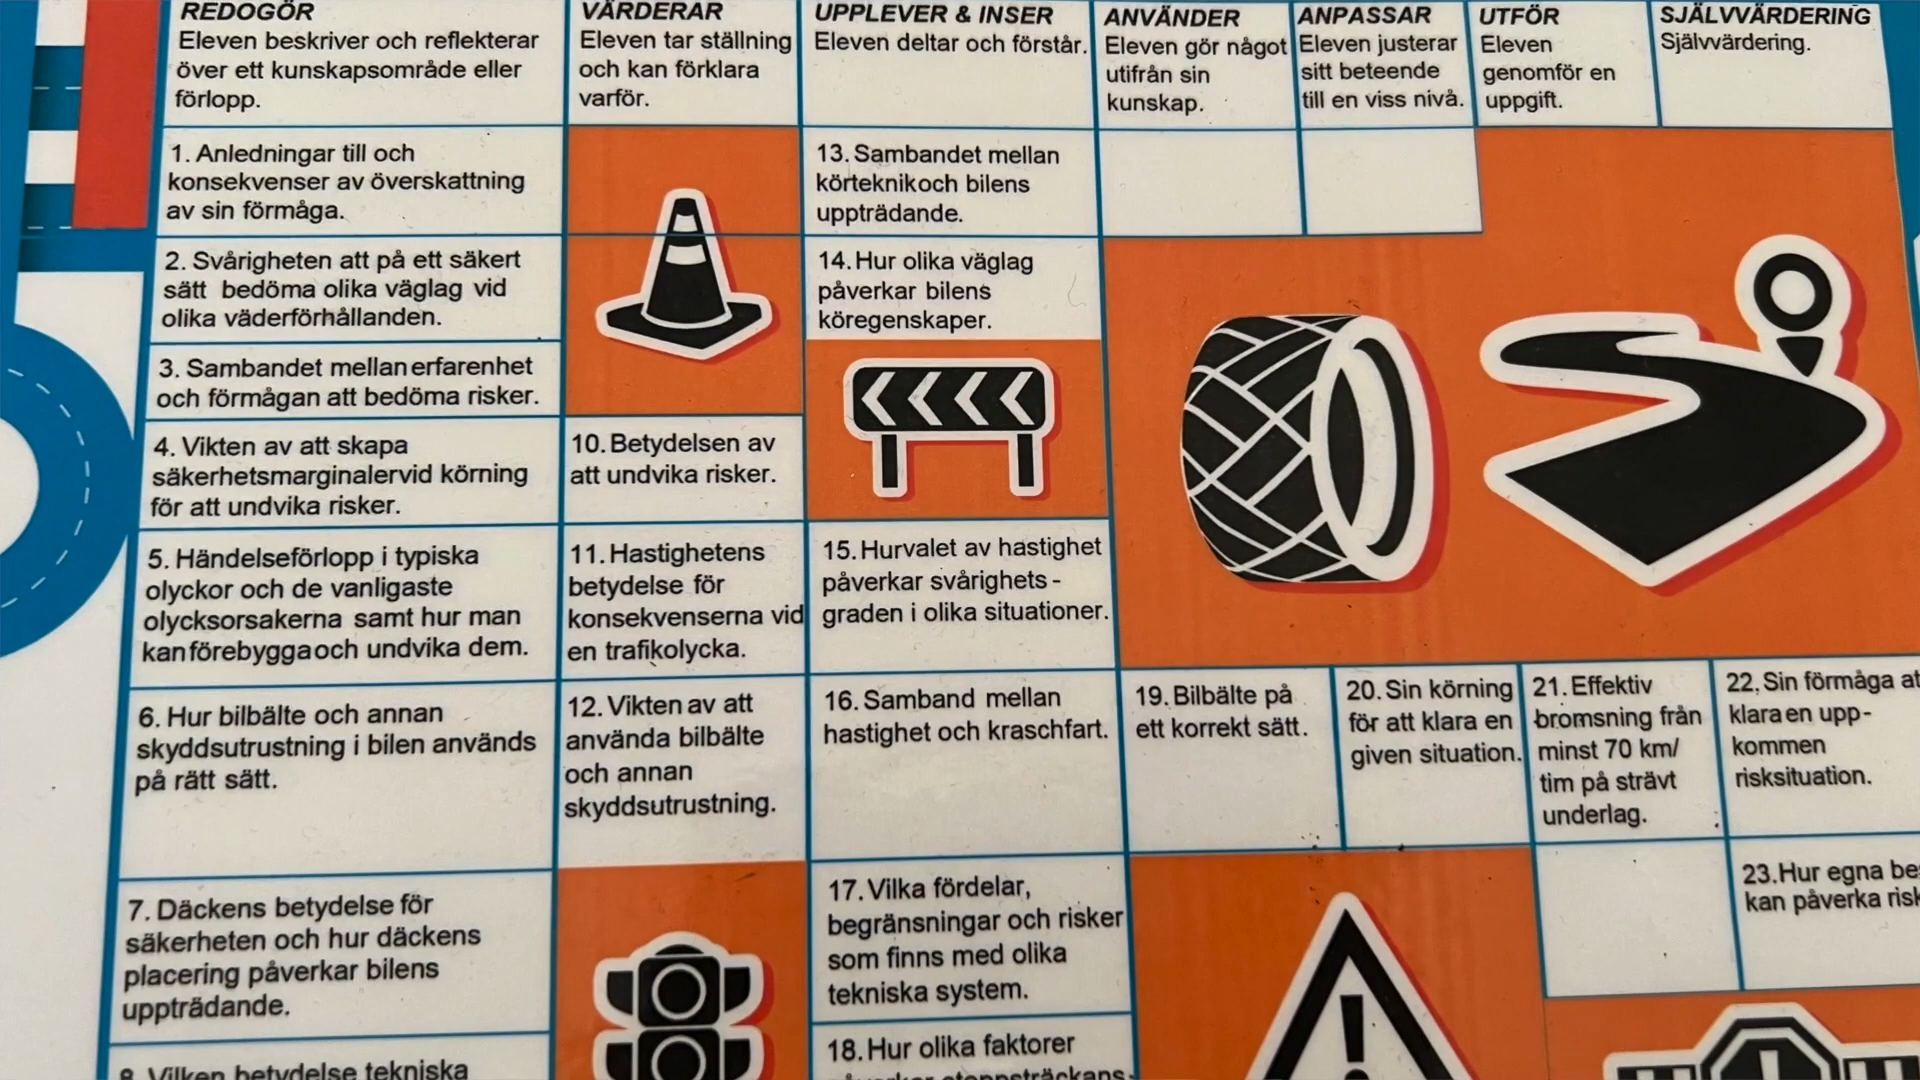 REDOGÖR
Eleven beskriver och reflekterar
över ett kunskapsområde eller
förlopp.
VÄRDERAR
Eleven tar ställning
och kan förklara
varför.
UPPLEVER & INSER
Eleven deltar och förstår.
ANVÄNDER
Eleven gör något
utifrån sin
kunskap.
ANPASSAR
Eleven justerar
sitt beteende
till en viss nivå.
UTFÖR
Eleven
genomför en
uppgift.
SJÄLVVÄRDERING
Självvärdering.
1. Anledningar till och
konsekvenser av överskattning
av sin förmåga.
13. Sambandet mellan
körteknikoch bilens
uppträdande.
2. Svårigheten att på ett säkert
sätt bedöma olika väglag vid
olika väderförhållanden.
14. Hur olika väglag
påverkar bilens
köregenskaper.
3. Sambandet mellan erfarenhet
och förmågan att bedöma risker.
4. Vikten av att skapa
säkerhetsmarginalervid körning
för att undvika risker.
10. Betydelsen av
att undvika risker.
5. Händelseförlopp i typiska
olyckor och de vanligaste
olycksorsakerna samt hur man
kan förebygga och undvika dem.
11. Hastighetens
betydelse för
konsekvenserna vid
en trafikolycka.
15. Hurvalet av hastighet
påverkar svårighets-
graden i olika situationer.
6. Hur bilbälte och annan
skyddsutrustning i bilen används
på rätt sätt.
12. Vikten av att
använda bilbälte
och annan
skyddsutrustning.
16. Samband mellan
hastighet och kraschfart.
19. Bilbälte på
ett korrekt sätt.
20. Sin körning
för att klara en
given situation.
21. Effektiv
bromsning från
minst 70 km/
tim på strävt
underlag.
22. Sin förmåga at
klara en upp-
kommen
risksituation.
7. Däckens betydelse för
säkerheten och hur däckens
placering påverkar bilens
uppträdande.
17. Vilka fördelar,
begränsningar och risker
som finns med olika
tekniska system.
23. Hur egna be
kan påverka risk
8. Vilken betydelse tekniska
18. Hur olika faktorer
påverkar stoppsträckans-